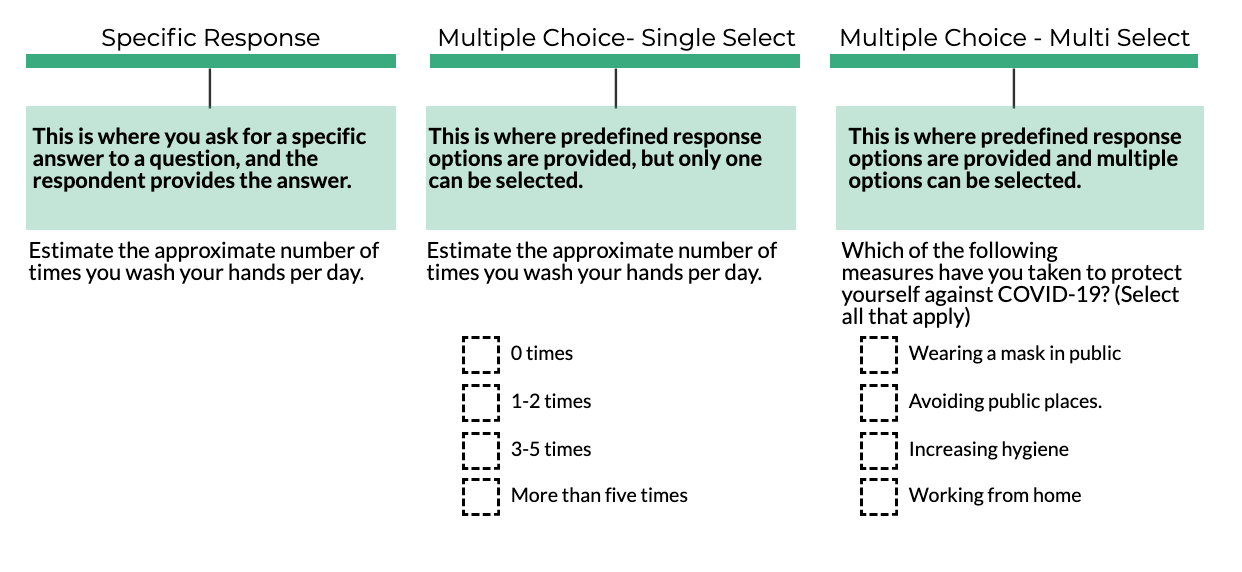 Specific Response
This is where you ask for a specific
answer to a question, and the
respondent provides the answer.
Estimate the approximate number of
times you wash your hands per day.
Multiple Choice- Single Select
This is where predefined response
options are provided, but only one
can be selected.
Estimate the approximate number of
times you wash your hands per day.
0 times
1-2 times
3-5 times
More than five times
Multiple Choice - Multi Select
This is where predefined response
options are provided and multiple
options can be selected.
Which of the following
measures have you taken to protect
yourself against COVID-19? (Select
all that apply)
Wearing a mask in public
Avoiding public places.
Increasing hygiene
Working from home